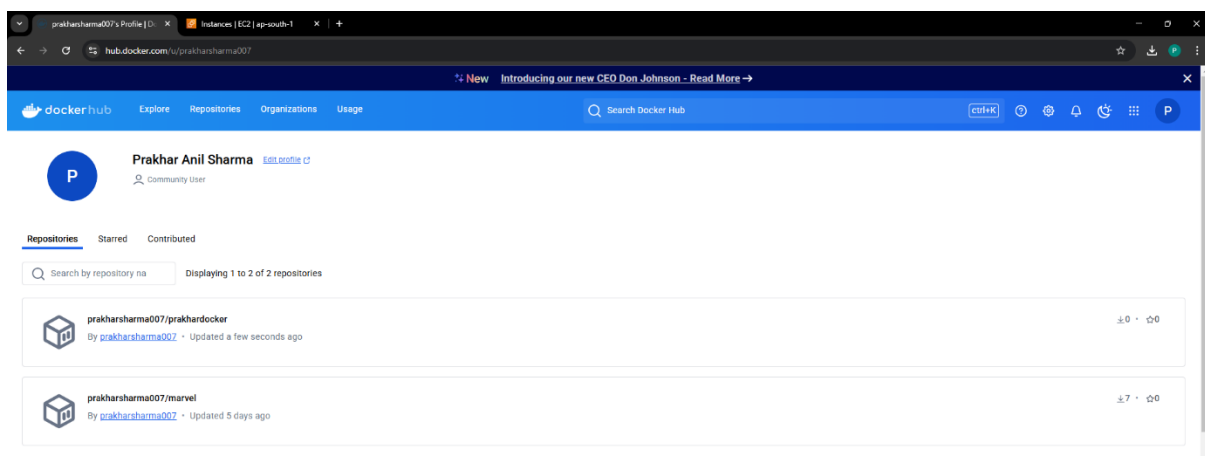 prakharsharma007's Profile | Do
Instances | EC2 | ap-south-1
hub.docker.com/u/prakharsharma007
P
New Introducing our new CEO Don Johnson - Read More →
dockerhub Explore Repositories Organizations Usage Search Docker Hub ctrl+K P
P
Prakhar Anil Sharma Edit profile
Community User
Repositories Starred Contributed
Search by repository na Displaying 1 to 2 of 2 repositories
prakharsharma007/prakhardocker 0 · 0
By prakharsharma007 · Updated a few seconds ago
prakharsharma007/marvel 7 · 0
By prakharsharma007 · Updated 5 days ago